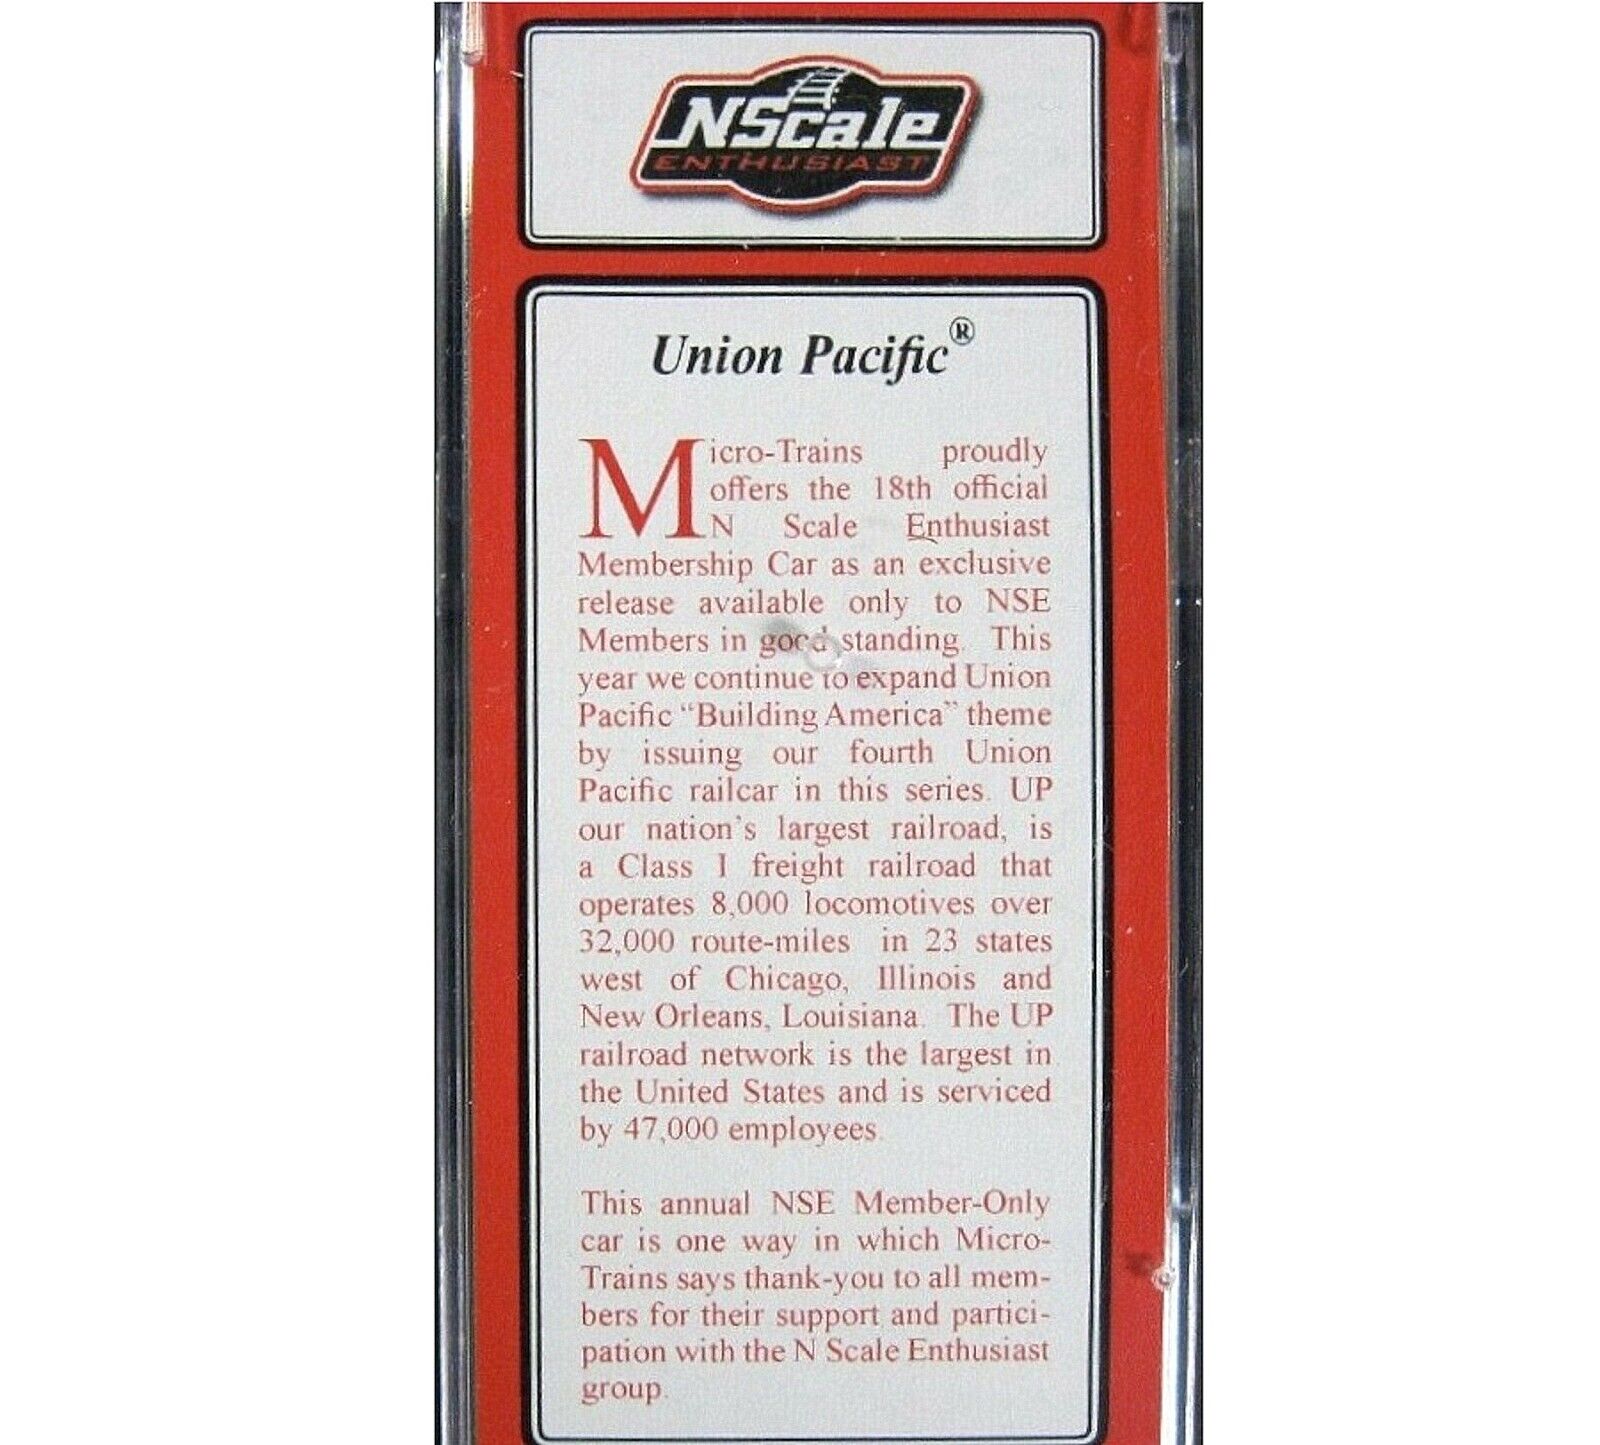 NScale
ENTHUSIAST
Union Pacific®
Micro-Trains proudly
offers the 18th official
N Scale Enthusiast
Membership Car as an exclusive
release available only to NSE
Members in good standing. This
year we continue to expand Union
Pacific “Building America” theme
by issuing our fourth Union
Pacific railcar in this series. UP
our nation's largest railroad, is
a Class I freight railroad that
operates 8,000 locomotives over
32,000 route-miles in 23 states
west of Chicago, Illinois and
New Orleans, Louisiana. The UP
railroad network is the largest in
the United States and is serviced
by 47,000 employees.
This annual NSE Member-Only
car is one way in which Micro-
Trains says thank-you to all mem-
bers for their support and partici-
pation with the N Scale Enthusiast
group.